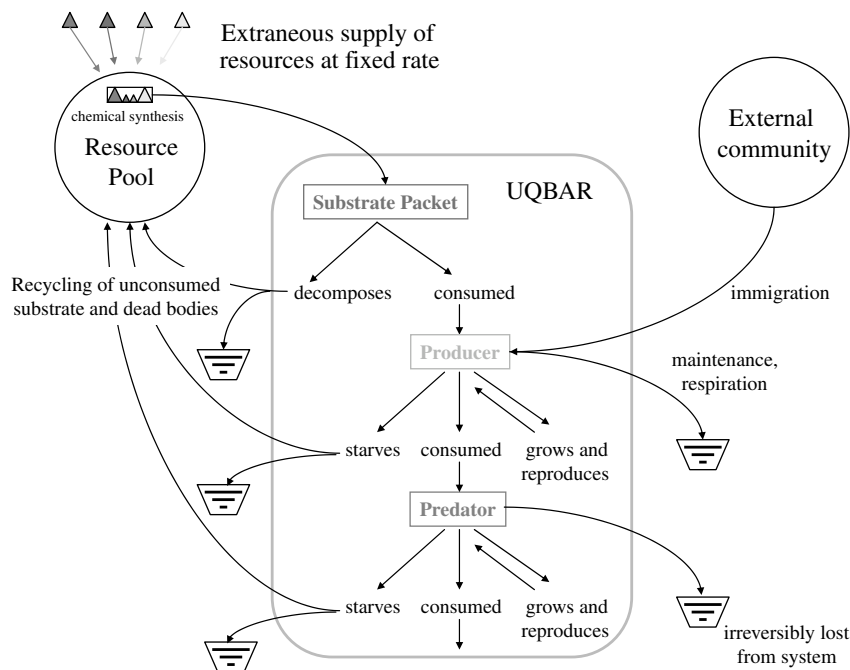 Extraneous supply of
resources at fixed rate
chemical synthesis
Resource
Pool
External
community
UQBAR
Substrate Packet
Recycling of unconsumed
substrate and dead bodies
decomposes
consumed
immigration
Producer
maintenance,
respiration
starves
consumed
grows and
reproduces
Predator
starves
consumed
grows and
reproduces
irreversibly lost
from system